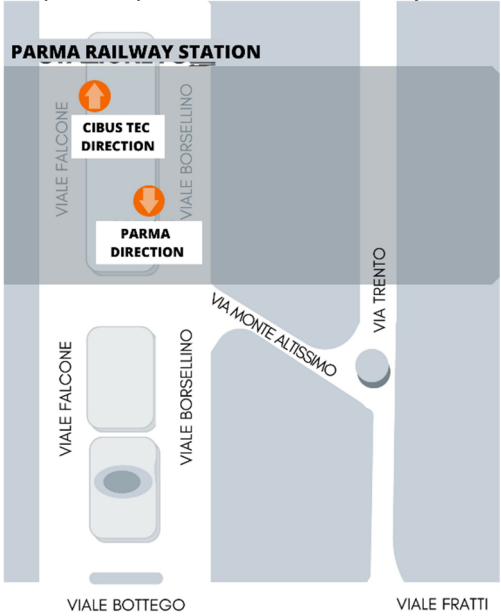 PARMA RAILWAY STATION
VIALE FALCONE
VIALE BORSELLINO
CIBUS TEC
DIRECTION
PARMA
DIRECTION
VIA TRENTO
VIA MONTE ALTISSIMO
VIALE FALCONE
VIALE BORSELLINO
VIALE BOTTEGO
VIALE FRATTI